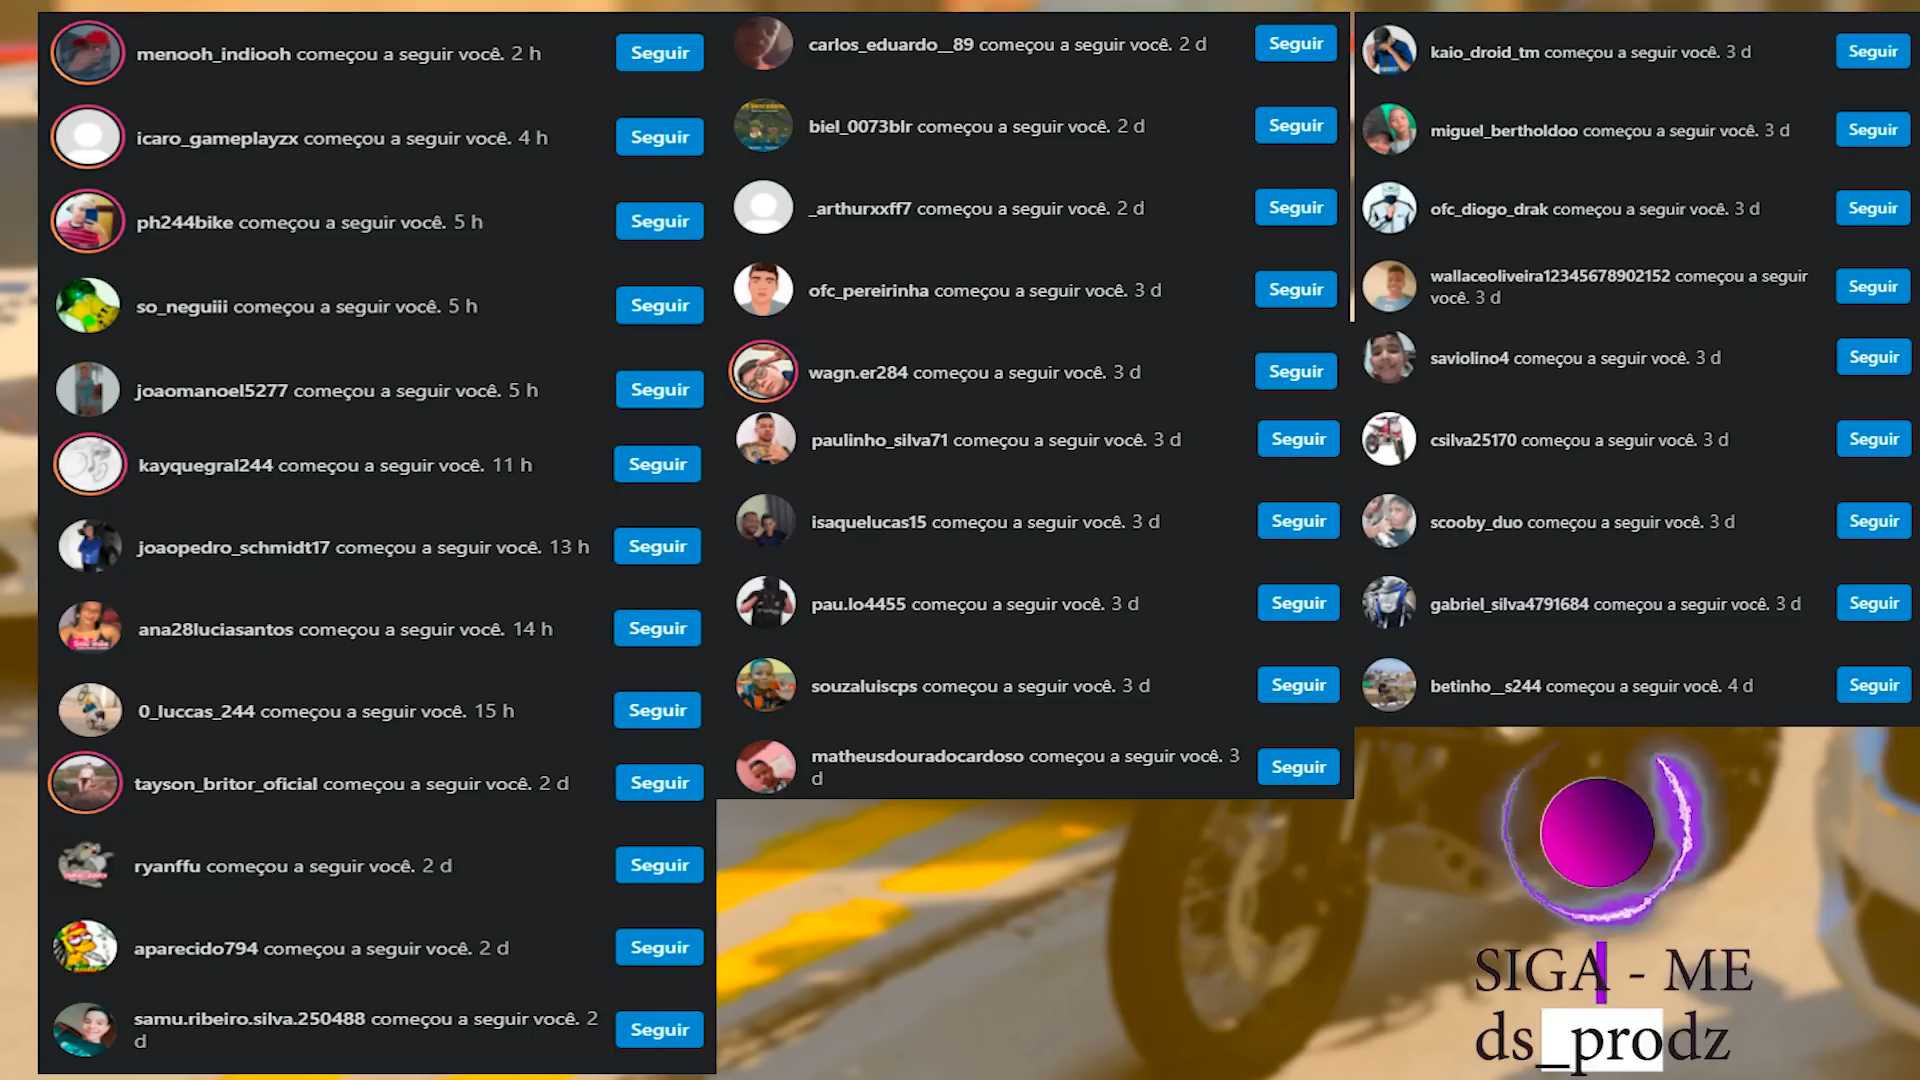 menooh_indiooh começou a seguir você. 2 h Seguir
icaro_gameplayzx começou a seguir você. 4 h Seguir
ph244bike começou a seguir você. 5 h Seguir
so_neguiii começou a seguir você. 5 h Seguir
joaomanoel5277 começou a seguir você. 5 h Seguir
kayquegral244 começou a seguir você. 11 h Seguir
joaopedro_schmidt17 começou a seguir você. 13 h Seguir
ana28luciasantos começou a seguir você. 14 h Seguir
0_luccas_244 começou a seguir você. 15 h Seguir
tayson_britor_oficial começou a seguir você. 2 d Seguir
ryanffu começou a seguir você. 2 d Seguir
aparecido794 começou a seguir você. 2 d Seguir
samu.ribeiro.silva.250488 começou a seguir você. 2
d Seguir
carlos_eduardo__89 começou a seguir você. 2 d Seguir
biel_0073blr começou a seguir você. 2 d Seguir
_arthurxxff7 começou a seguir você. 2 d Seguir
ofc_pereirinha começou a seguir você. 3 d Seguir
wagn.er284 começou a seguir você. 3 d Seguir
paulinho_silva71 começou a seguir você. 3 d Seguir
isaquelucas15 começou a seguir você. 3 d Seguir
pau.lo4455 começou a seguir você. 3 d Seguir
souzaluiscps começou a seguir você. 3 d Seguir
matheusdouradocardoso começou a seguir você. 3
d Seguir
kaio_droid_tm começou a seguir você. 3 d Seguir
miguel_bertholdoo começou a seguir você. 3 d Seguir
ofc_diogo_drak começou a seguir você. 3 d Seguir
wallaceoliveira12345678902152 começou a seguir
você. 3 d Seguir
saviolino4 começou a seguir você. 3 d Seguir
csilva25170 começou a seguir você. 3 d Seguir
scooby_duo começou a seguir você. 3 d Seguir
gabriel_silva4791684 começou a seguir você. 3 d Seguir
betinho__s244 começou a seguir você. 4 d Seguir
SIGA - ME
ds_prodz